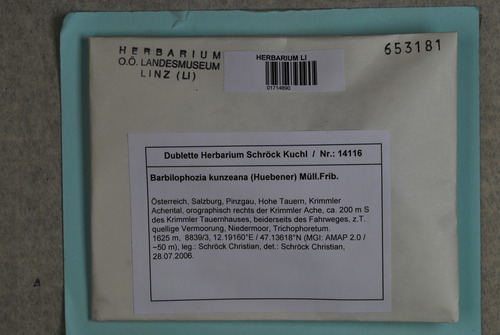 HERBARIUM
O.Ö. LANDESMUSEUM
LINZ (LI)
HERBARIUM LI
01714890
653181
Dublette Herbarium Schröck Kuchl / Nr.: 14116
Barbilophozia kunzeana (Huebener) Müll.Frib.
Österreich, Salzburg, Pinzgau, Hohe Tauern, Krimmler
Achental, orographisch rechts der Krimmler Ache, ca. 200 m S
des Krimmler Tauernhauses, beiderseits des Fahrweges, z.T.
quellige Vermoorung, Niedermoor, Trichophoretum.
1625 m, 8839/3, 12.19160°E / 47.13618°N (MGI: AMAP 2.0 /
~50 m), leg.: Schröck Christian, det.: Schröck Christian,
28.07.2006.